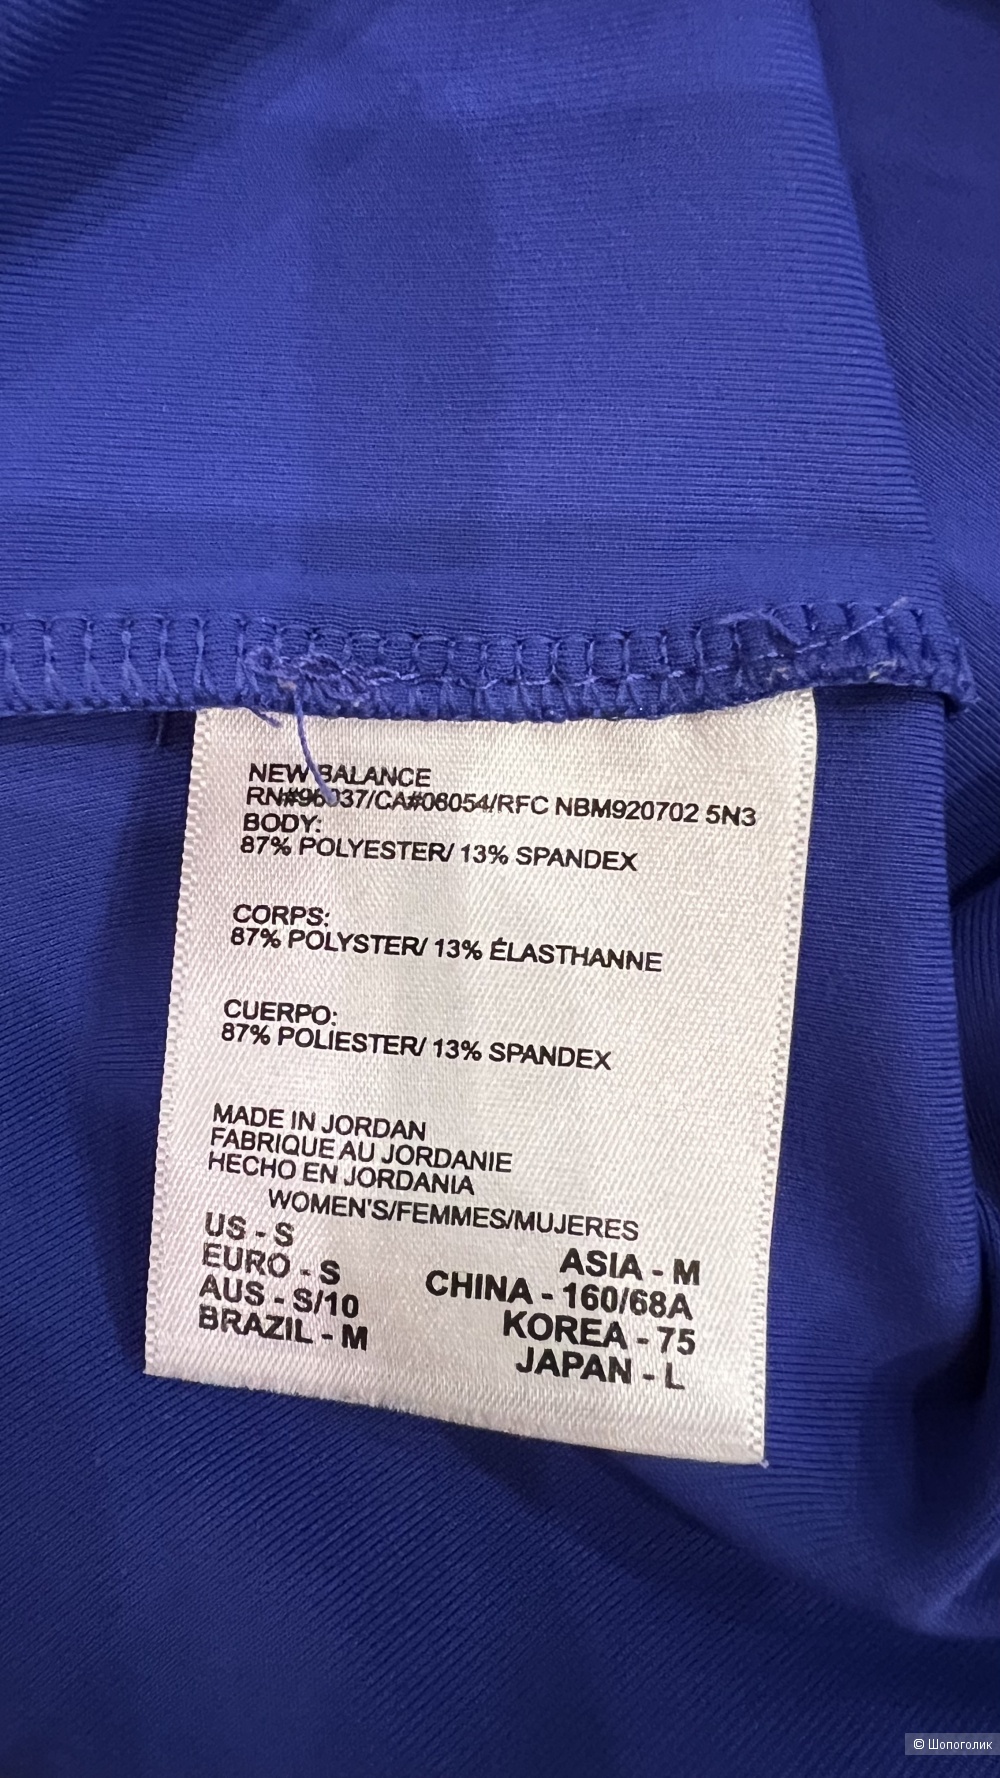 NEW BALANCE
RN#96037/CA#08054/RFC NBM920702 5N3
BODY:
87% POLYESTER/ 13% SPANDEX
CORPS:
87% POLYSTER/ 13% ÉLASTHANNE
CUERPO:
87% POLIESTER/ 13% SPANDEX
MADE IN JORDAN
FABRIQUE AU JORDANIE
HECHO EN JORDANIA
WOMEN'S/FEMMES/MUJERES
US - S
EURO - S
AUS - S/10
BRAZIL - M
ASIA - M
CHINA - 160/68A
KOREA - 75
JAPAN - L
© Шопоголик